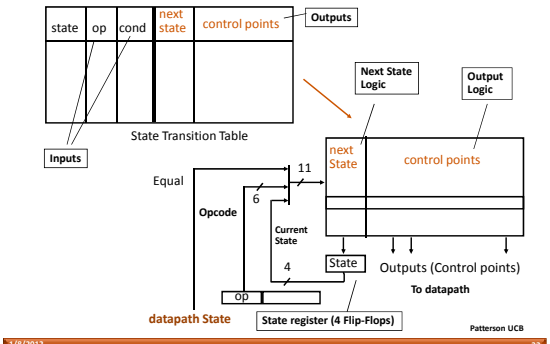 state op cond next state control points
Outputs
State Transition Table
Inputs
Next State Logic
Output Logic
next State
control points
Equal
11
6
Opcode
Current State
4
State
Outputs (Control points)
To datapath
op
datapath State
State register (4 Flip-Flops)
Patterson UCB